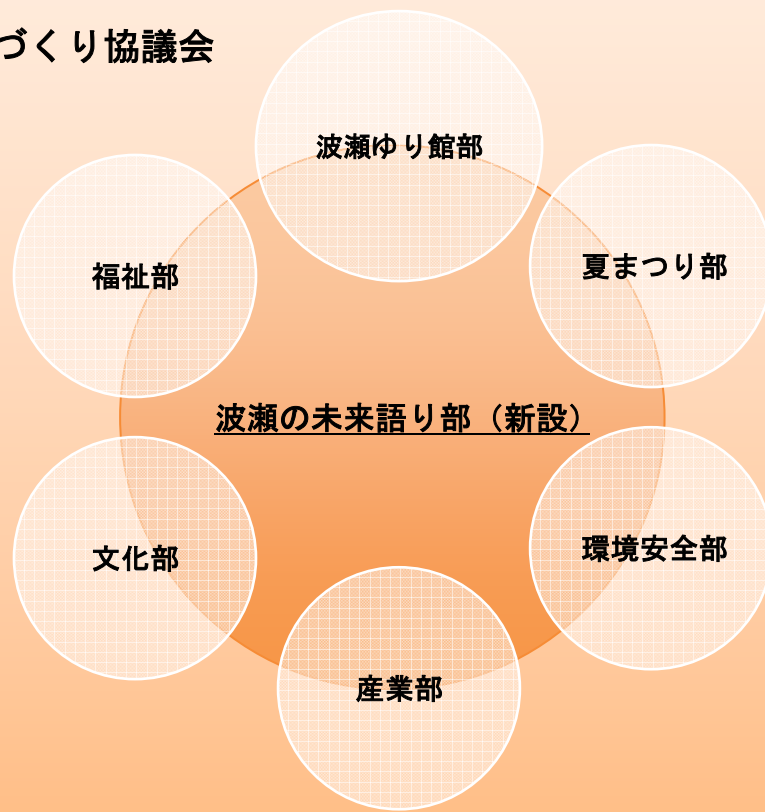 づくり協議会
波瀬ゆり館部
夏まつり部
福祉部
波瀬の未来語り部（新設）
環境安全部
文化部
産業部